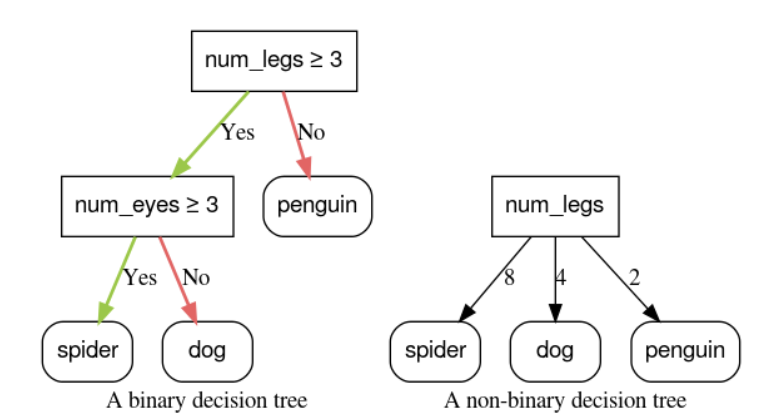 num_legs ≥ 3
Yes
No
num_eyes ≥ 3
penguin
Yes
No
spider
dog
A binary decision tree
num_legs
8
4
2
spider
dog
penguin
A non-binary decision tree